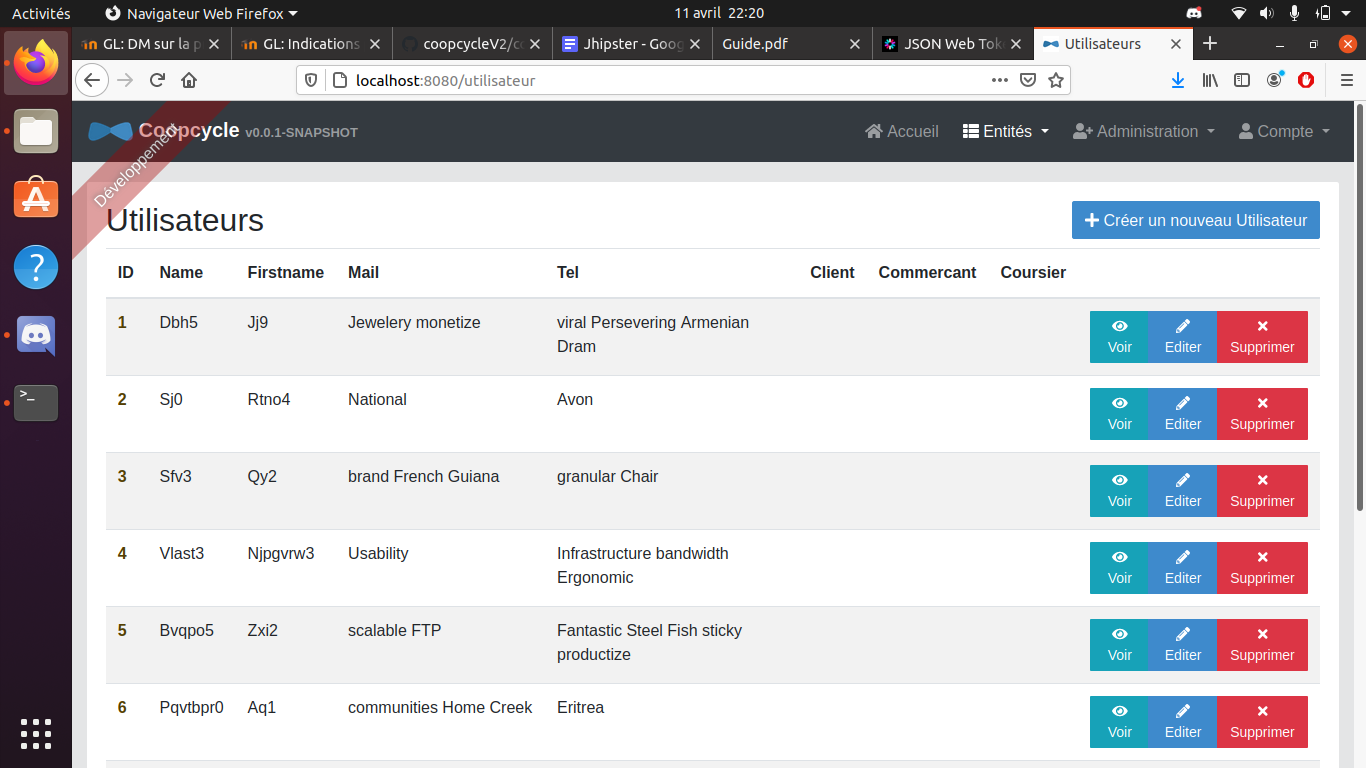 Activités
Navigateur Web Firefox
11 avril 22:20
GL: DM sur la p
GL: Indications
coopcycleV2/co
Jhipster - Goog
Guide.pdf
JSON Web Tok
Utilisateurs
localhost:8080/utilisateur
Développement
Coopcycle v0.0.1-SNAPSHOT
Accueil
Entités
Administration
Compte
Utilisateurs
Créer un nouveau Utilisateur
ID Name Firstname Mail Tel Client Commercant Coursier
1 Dbh5 Jj9 Jewelery monetize viral Persevering Armenian
Dram
Voir Editer Supprimer
2 Sj0 Rtno4 National Avon
Voir Editer Supprimer
3 Sfv3 Qy2 brand French Guiana granular Chair
Voir Editer Supprimer
4 Vlast3 Njpgvrw3 Usability Infrastructure bandwidth
Ergonomic
Voir Editer Supprimer
5 Bvqpo5 Zxi2 scalable FTP Fantastic Steel Fish sticky
productize
Voir Editer Supprimer
6 Pqvtbpr0 Aq1 communities Home Creek Eritrea
Voir Editer Supprimer